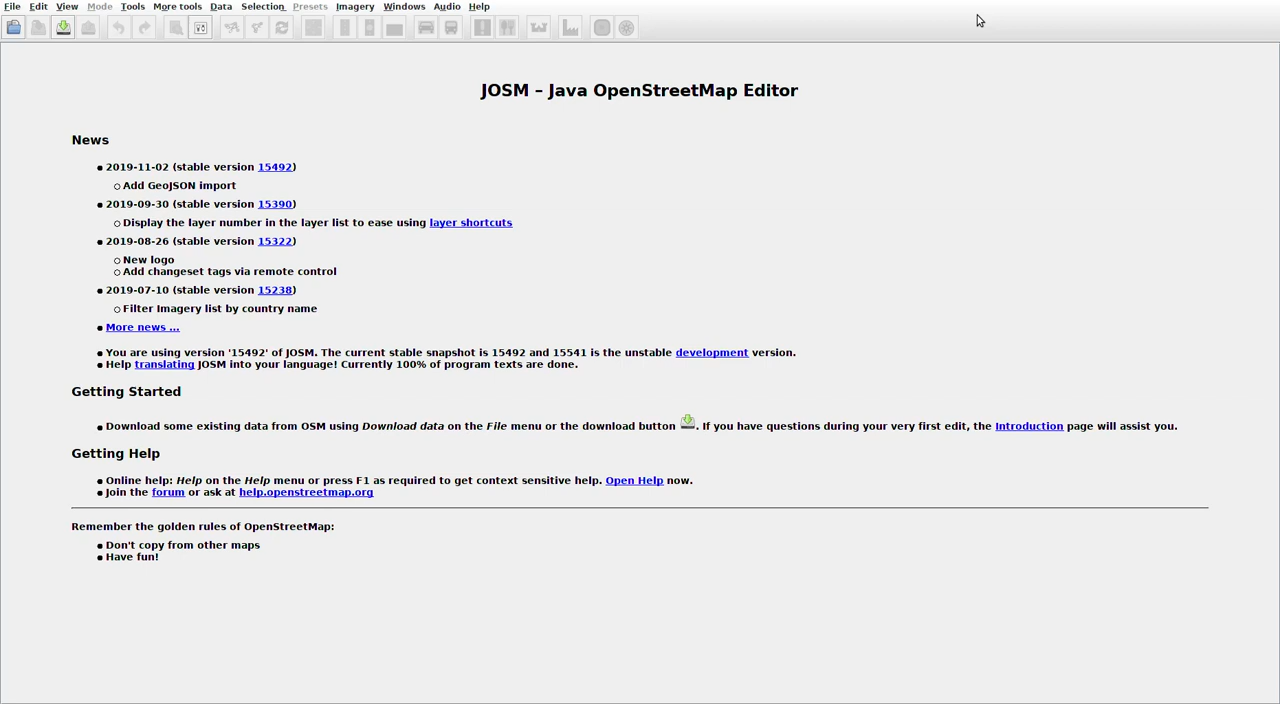 File Edit View Mode Tools More tools Data Selection Presets Imagery Windows Audio Help
JOSM – Java OpenStreetMap Editor
News
2019-11-02 (stable version 15492)
Add GeoJSON import
2019-09-30 (stable version 15390)
Display the layer number in the layer list to ease using layer shortcuts
2019-08-26 (stable version 15322)
New logo
Add changeset tags via remote control
2019-07-10 (stable version 15238)
Filter Imagery list by country name
More news ...
You are using version '15492' of JOSM. The current stable snapshot is 15492 and 15541 is the unstable development version.
Help translating JOSM into your language! Currently 100% of program texts are done.
Getting Started
Download some existing data from OSM using Download data on the File menu or the download button . If you have questions during your very first edit, the Introduction page will assist you.
Getting Help
Online help: Help on the Help menu or press F1 as required to get context sensitive help. Open Help now.
Join the forum or ask at help.openstreetmap.org
Remember the golden rules of OpenStreetMap:
Don't copy from other maps
Have fun!